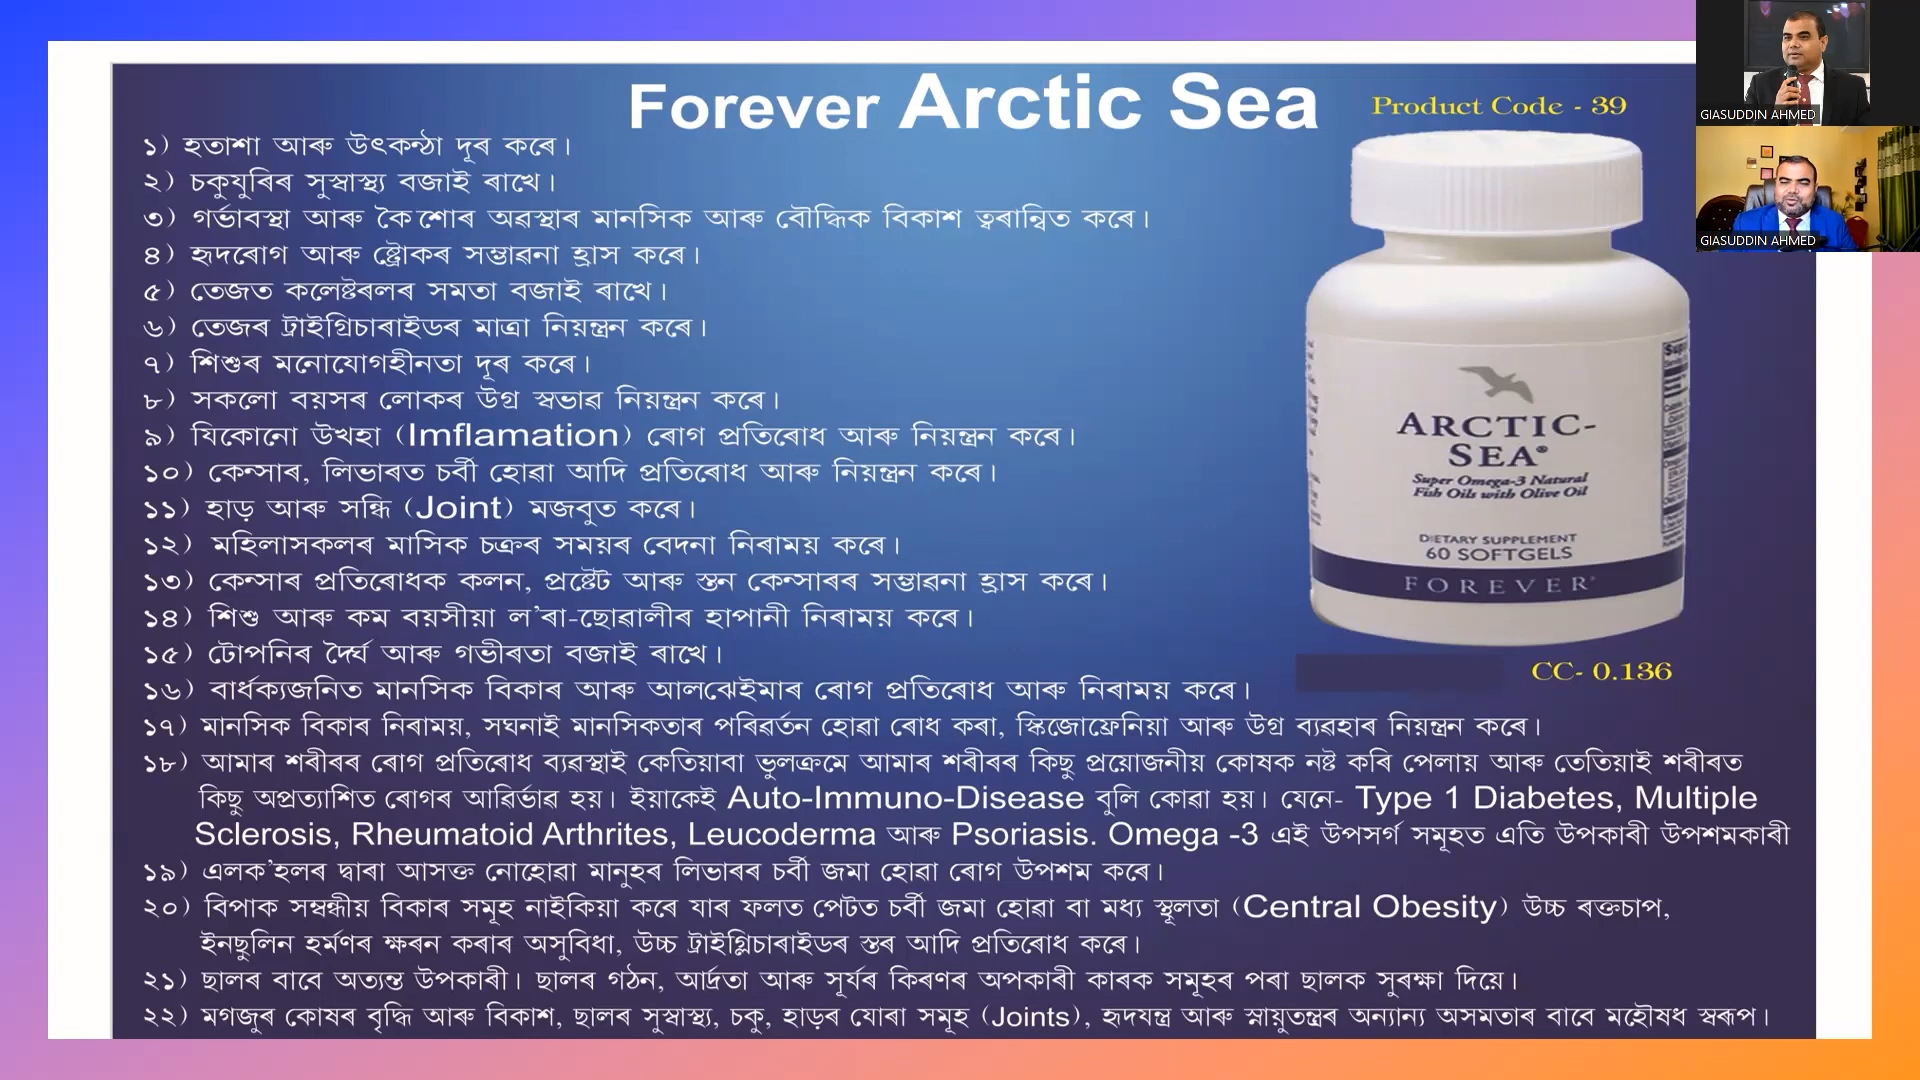 Forever Arctic Sea
Product Code - 39
১) হতাশা আৰু উৎকন্ঠা দূৰ কৰে।
২) চকুযুৰিৰ সুস্বাস্থ্য বজাই ৰাখে।
৩) গৰ্ভাবস্থা আৰু কৈশোৰ অৱস্থাৰ মানসিক আৰু বৌদ্ধিক বিকাশ ত্বৰান্বিত কৰে।
৪) হৃদৰোগ আৰু ষ্ট্ৰোকৰ সম্ভাৱনা হ্ৰাস কৰে।
৫) তেজত কলেষ্টৰলৰ সমতা বজাই ৰাখে।
৬) তেজৰ ট্ৰাইগ্লিচাৰাইডৰ মাত্ৰা নিয়ন্ত্ৰন কৰে।
৭) শিশুৰ মনোযোগহীনতা দূৰ কৰে।
৮) সকলো বয়সৰ লোকৰ উগ্ৰ স্বভাৱ নিয়ন্ত্ৰন কৰে।
৯) যিকোনো উখহা (Imflamation) ৰোগ প্ৰতিৰোধ আৰু নিয়ন্ত্ৰন কৰে।
১০) কেন্সাৰ, লিভাৰত চৰ্বী হোৱা আদি প্ৰতিৰোধ আৰু নিয়ন্ত্ৰন কৰে।
১১) হাড় আৰু সন্ধি (Joint) মজবুত কৰে।
১২) মহিলাসকলৰ মাসিক চক্ৰৰ সময়ৰ বেদনা নিৰাময় কৰে।
১৩) কেন্সাৰ প্ৰতিৰোধক কলন, প্ৰষ্টেট আৰু স্তন কেন্সাৰৰ সম্ভাৱনা হ্ৰাস কৰে।
১৪) শিশু আৰু কম বয়সীয়া ল'ৰা-ছোৱালীৰ হাপানী নিৰাময় কৰে।
১৫) টোপনিৰ দৈৰ্ঘ্য আৰু গভীৰতা বজাই ৰাখে।
১৬) বাৰ্ধক্যজনিত মানসিক বিকাৰ আৰু আলঝেইমাৰ ৰোগ প্ৰতিৰোধ আৰু নিৰাময় কৰে।
১৭) মানসিক বিকাৰ নিৰাময়, সঘনাই মানসিকতাৰ পৰিৱৰ্তন হোৱা ৰোধ কৰা, স্কিজোফ্ৰেনিয়া আৰু উগ্ৰ ব্যৱহাৰ নিয়ন্ত্ৰন কৰে।
১৮) আমাৰ শৰীৰৰ ৰোগ প্ৰতিৰোধ ব্যৱস্থাই কেতিয়াবা ভুলক্ৰমে আমাৰ শৰীৰৰ কিছু প্ৰয়োজনীয় কোষক নষ্ট কৰি পেলায় আৰু তেতিয়াই শৰীৰত
কিছু অপ্ৰত্যাশিত ৰোগৰ আৱিৰ্ভাৱ হয়। ইয়াকেই Auto-Immuno-Disease বুলি কোৱা হয়। যেনে- Type 1 Diabetes, Multiple
Sclerosis, Rheumatoid Arthrites, Leucoderma আৰু Psoriasis. Omega -3 এই উপসৰ্গ সমূহত এতি উপকাৰী উপশমকাৰী
১৯) এলক'হলৰ দ্বাৰা আসক্ত নোহোৱা মানুহৰ লিভাৰৰ চৰ্বী জমা হোৱা ৰোগ উপশম কৰে।
২০) বিপাক সম্বন্ধীয় বিকাৰ সমূহ নাইকিয়া কৰে যাৰ ফলত পেটত চৰ্বী জমা হোৱা বা মধ্য স্থূলতা (Central Obesity) উচ্চ ৰক্তচাপ,
ইনছুলিন হৰ্মণৰ ক্ষৰন কৰাৰ অসুবিধা, উচ্চ ট্ৰাইগ্লিচাৰাইডৰ স্তৰ আদি প্ৰতিৰোধ কৰে।
২১) ছালৰ বাবে অত্যন্ত উপকাৰী। ছালৰ গঠন, আৰ্দ্ৰতা আৰু সূৰ্যৰ কিৰণৰ অপকাৰী কাৰক সমূহৰ পৰা ছালক সুৰক্ষা দিয়ে।
২২) মগজুৰ কোষৰ বৃদ্ধি আৰু বিকাশ, ছালৰ সুস্বাস্থ্য, চকু, হাড়ৰ যোৰা সমূহ (Joints), হৃদযন্ত্ৰ আৰু স্নায়ুতন্ত্ৰৰ অন্যান্য অসমতাৰ বাবে মহৌষধ স্বৰূপ।
ARCTIC-
SEA®
Super Omega-3 Natural
Fish Oils with Olive Oil
DIETARY SUPPLEMENT
60 SOFTGELS
FOREVER®
CC- 0.136
GIASUDDIN AHMED
GIASUDDIN AHMED